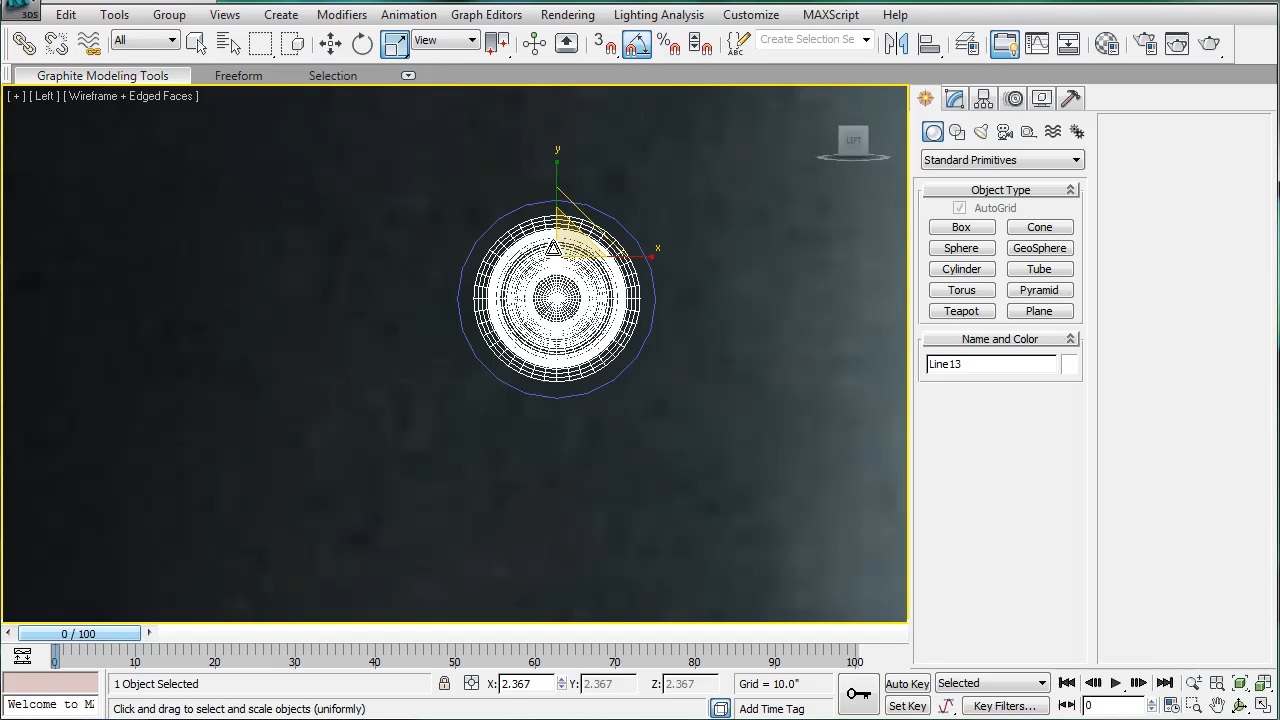 Edit Tools Group Views Create Modifiers Animation Graph Editors Rendering Lighting Analysis Customize MAXScript Help
3DS
All View 3 % ABC Create Selection Se
Graphite Modeling Tools Freeform Selection
[ + ] [ Left ] [ Wireframe + Edged Faces ]
LEFT
y
x
Standard Primitives
Object Type
AutoGrid
Box Cone
Sphere GeoSphere
Cylinder Tube
Torus Pyramid
Teapot Plane
Name and Color
Line13
0 / 100
0 10 20 30 40 50 60 70 80 90 100
1 Object Selected X: 2.367 Y: 2.367 Z: 2.367 Grid = 10.0" Auto Key Selected
Welcome to M Click and drag to select and scale objects (uniformly) Add Time Tag Set Key Key Filters... 0